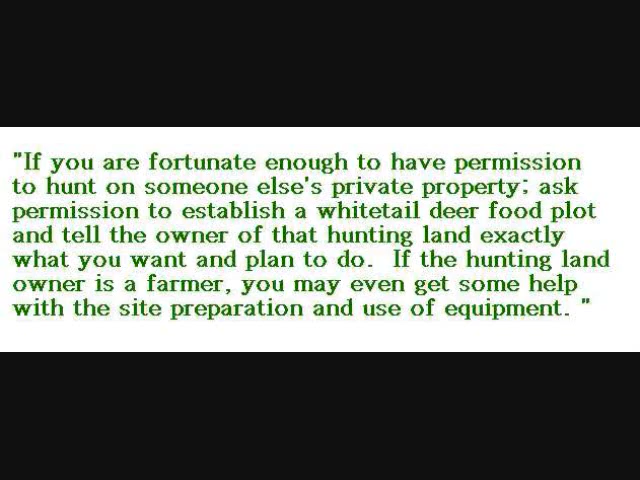 "If you are fortunate enough to have permission
to hunt on someone else's private property; ask
permission to establish a whitetail deer food plot
and tell the owner of that hunting land exactly
what you want and plan to do.  If the hunting land
owner is a farmer, you may even get some help
with the site preparation and use of equipment. "